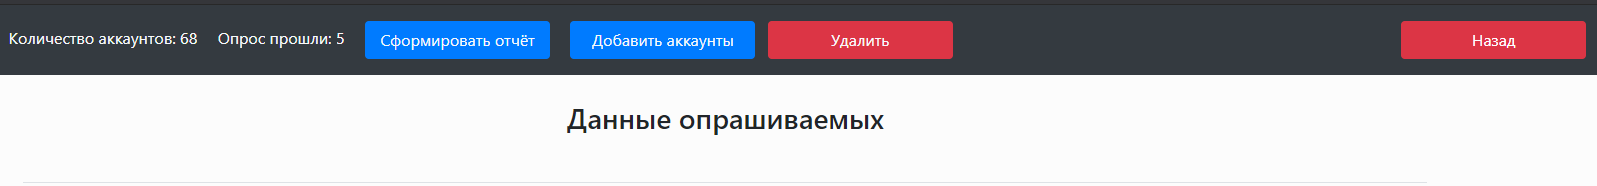 Количество аккаунтов: 68 Опрос прошли: 5 Сформировать отчёт Добавить аккаунты Удалить Назад
Данные опрашиваемых